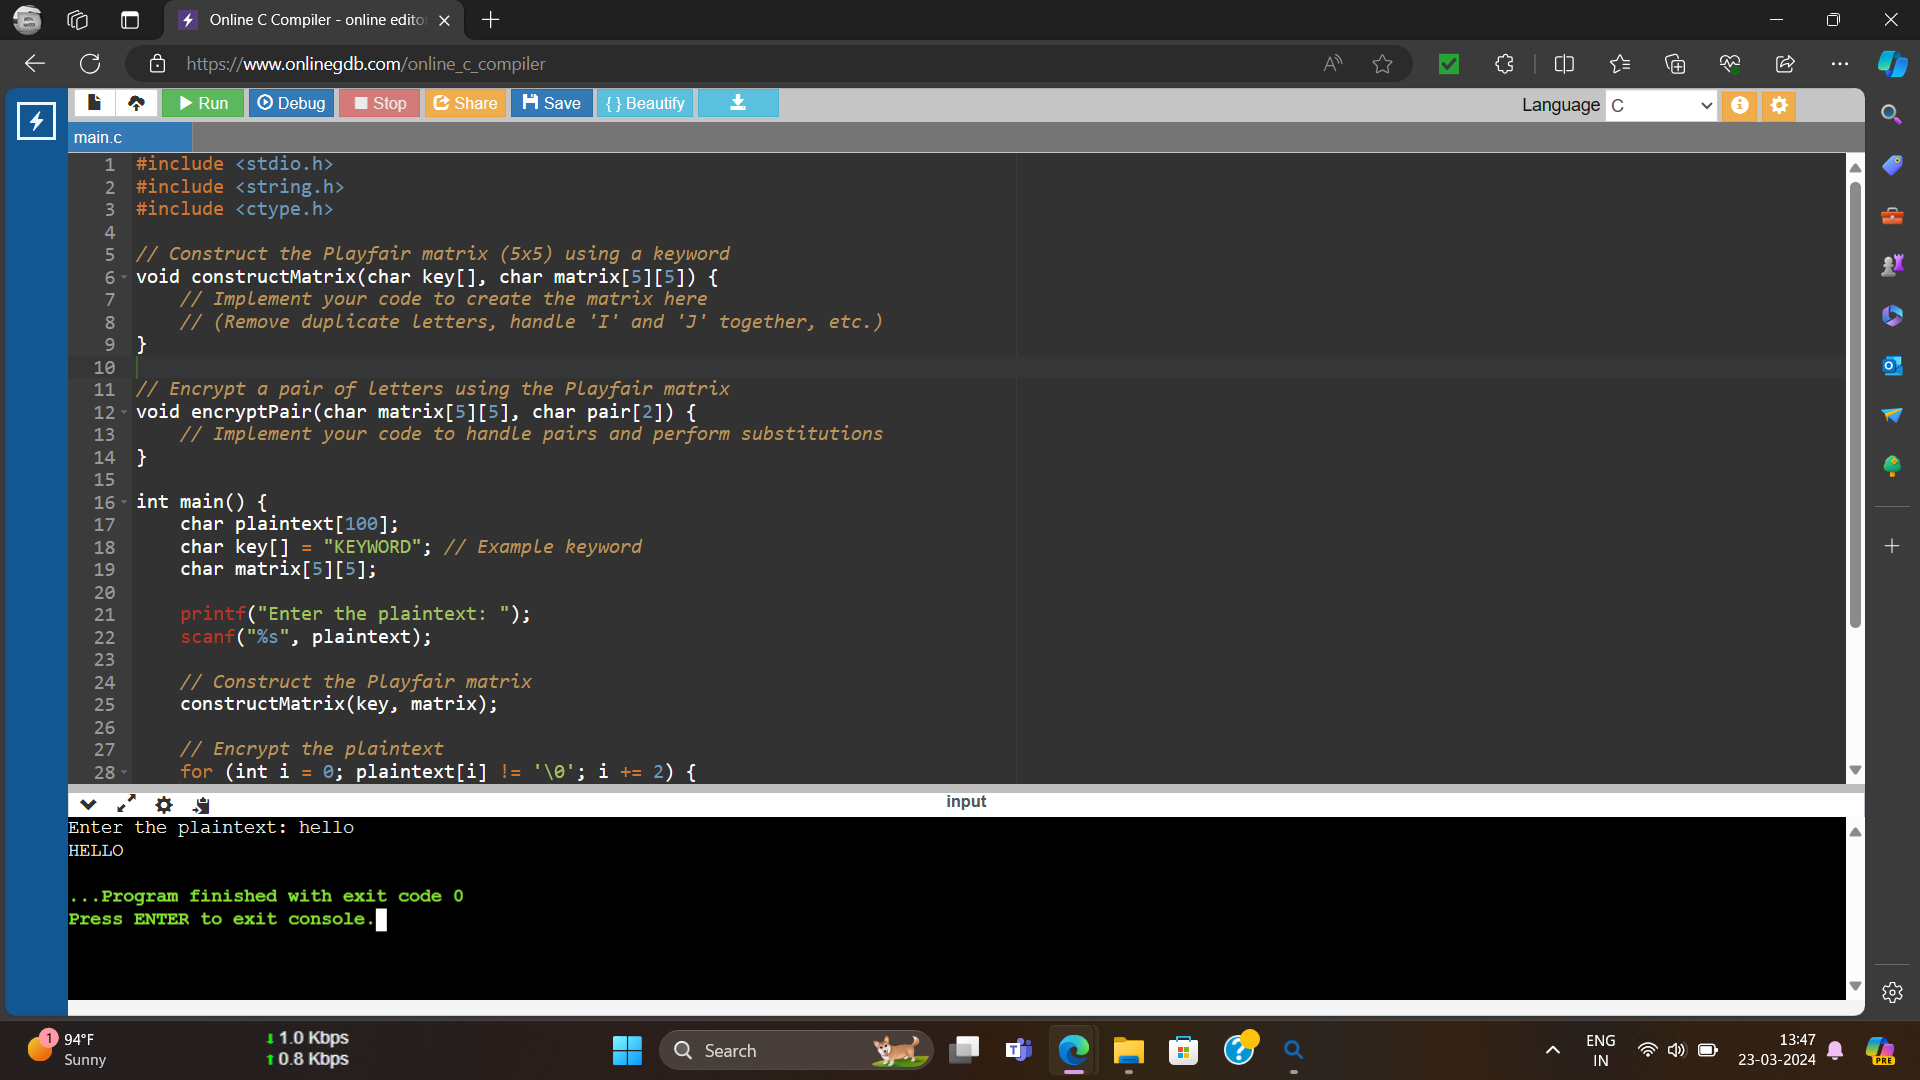 Online C Compiler - online edito
https://www.onlinegdb.com/online_c_compiler
Run Debug Stop Share Save { } Beautify
Language C
main.c
1 #include <stdio.h>
2 #include <string.h>
3 #include <ctype.h>
4
5 // Construct the Playfair matrix (5x5) using a keyword
6 void constructMatrix(char key[], char matrix[5][5]) {
7 // Implement your code to create the matrix here
8 // (Remove duplicate letters, handle 'I' and 'J' together, etc.)
9 }
10
11 // Encrypt a pair of letters using the Playfair matrix
12 void encryptPair(char matrix[5][5], char pair[2]) {
13 // Implement your code to handle pairs and perform substitutions
14 }
15
16 int main() {
17 char plaintext[100];
18 char key[] = "KEYWORD"; // Example keyword
19 char matrix[5][5];
20
21 printf("Enter the plaintext: ");
22 scanf("%s", plaintext);
23
24 // Construct the Playfair matrix
25 constructMatrix(key, matrix);
26
27 // Encrypt the plaintext
28 for (int i = 0; plaintext[i] != '\0'; i += 2) {
input
Enter the plaintext: hello
HELLO
...Program finished with exit code 0
Press ENTER to exit console.
1
94°F
Sunny
1.0 Kbps
0.8 Kbps
Search
ENG
IN
13:47
23-03-2024
PRE